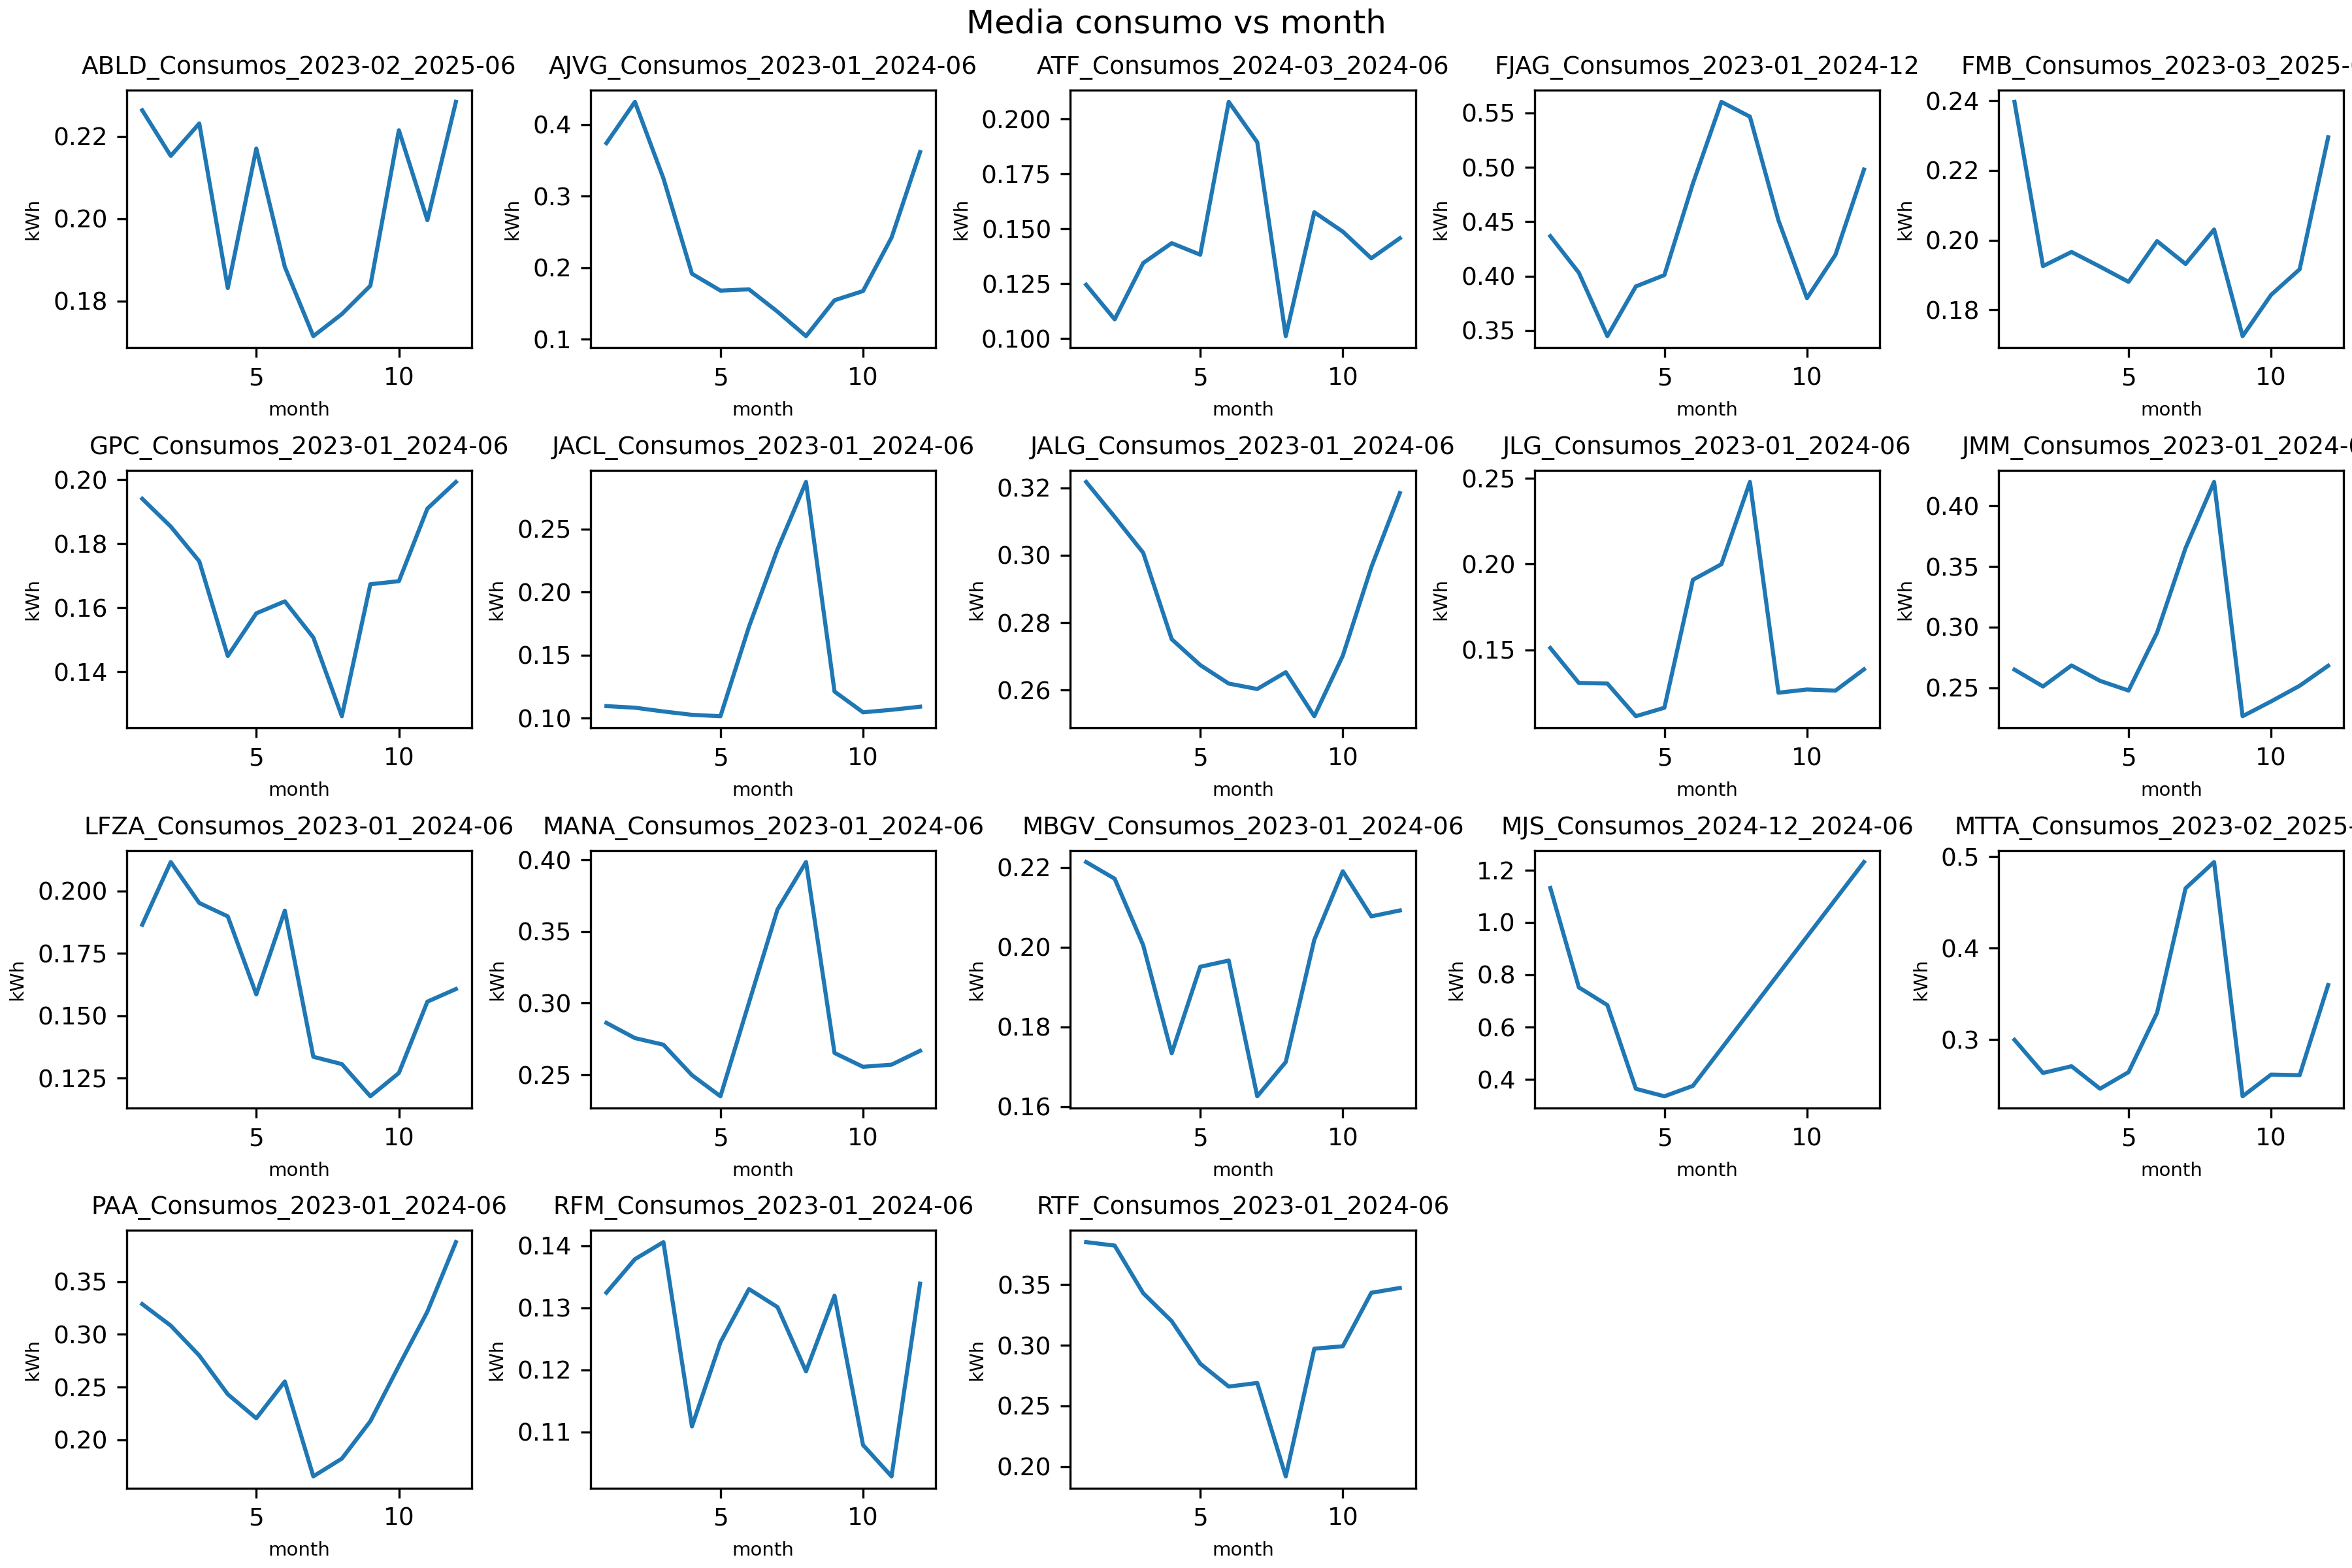 Media consumo vs month
ABLD_Consumos_2023-02_2025-06
kWh
0.22
0.20
0.18
5 10
month
AJVG_Consumos_2023-01_2024-06
kWh
0.4
0.3
0.2
0.1
5 10
month
ATF_Consumos_2024-03_2024-06
kWh
0.200
0.175
0.150
0.125
0.100
5 10
month
FJAG_Consumos_2023-01_2024-12
kWh
0.55
0.50
0.45
0.40
0.35
5 10
month
FMB_Consumos_2023-03_2025-
kWh
0.24
0.22
0.20
0.18
5 10
month
GPC_Consumos_2023-01_2024-06
kWh
0.20
0.18
0.16
0.14
5 10
month
JACL_Consumos_2023-01_2024-06
kWh
0.25
0.20
0.15
0.10
5 10
month
JALG_Consumos_2023-01_2024-06
kWh
0.32
0.30
0.28
0.26
5 10
month
JLG_Consumos_2023-01_2024-06
kWh
0.25
0.20
0.15
5 10
month
JMM_Consumos_2023-01_2024-0
kWh
0.40
0.35
0.30
0.25
5 10
month
LFZA_Consumos_2023-01_2024-06
kWh
0.200
0.175
0.150
0.125
5 10
month
MANA_Consumos_2023-01_2024-06
kWh
0.40
0.35
0.30
0.25
5 10
month
MBGV_Consumos_2023-01_2024-06
kWh
0.22
0.20
0.18
0.16
5 10
month
MJS_Consumos_2024-12_2024-06
kWh
1.2
1.0
0.8
0.6
0.4
5 10
month
MTTA_Consumos_2023-02_2025-
kWh
0.5
0.4
0.3
5 10
month
PAA_Consumos_2023-01_2024-06
kWh
0.35
0.30
0.25
0.20
5 10
month
RFM_Consumos_2023-01_2024-06
kWh
0.14
0.13
0.12
0.11
5 10
month
RTF_Consumos_2023-01_2024-06
kWh
0.35
0.30
0.25
0.20
5 10
month